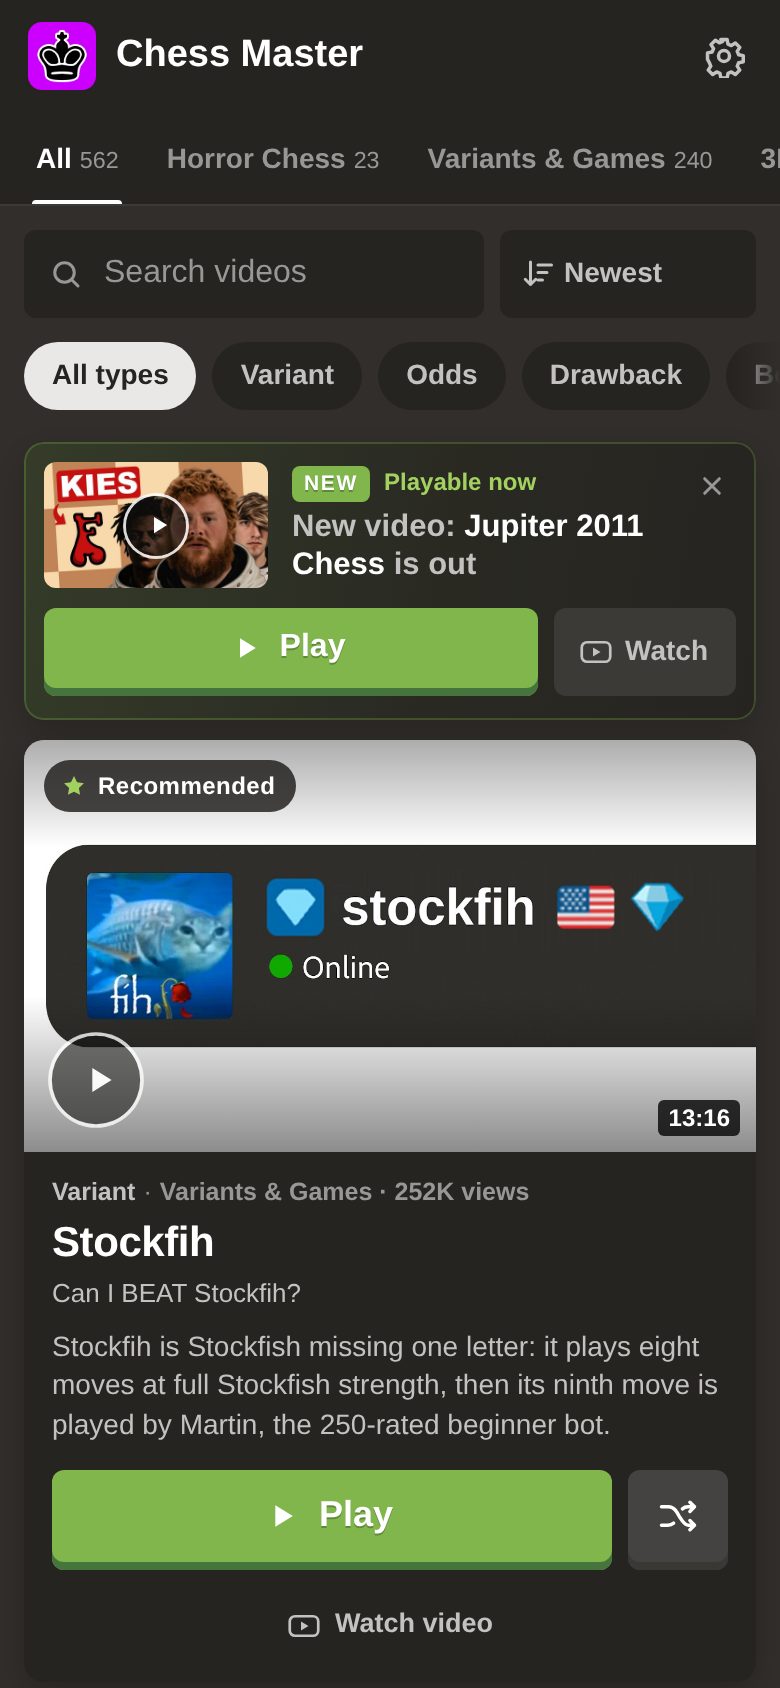 Chess Master
All 562 Horror Chess 23 Variants & Games 240
Search videos
Newest
All types Variant Odds Drawback
KIES
NEW Playable now
New video: Jupiter 2011
Chess is out
Play
Watch
Recommended
stockfih
Online
fih
13:16
Variant · Variants & Games · 252K views
Stockfih
Can I BEAT Stockfih?
Stockfih is Stockfish missing one letter: it plays eight
moves at full Stockfish strength, then its ninth move is
played by Martin, the 250-rated beginner bot.
Play
Watch video